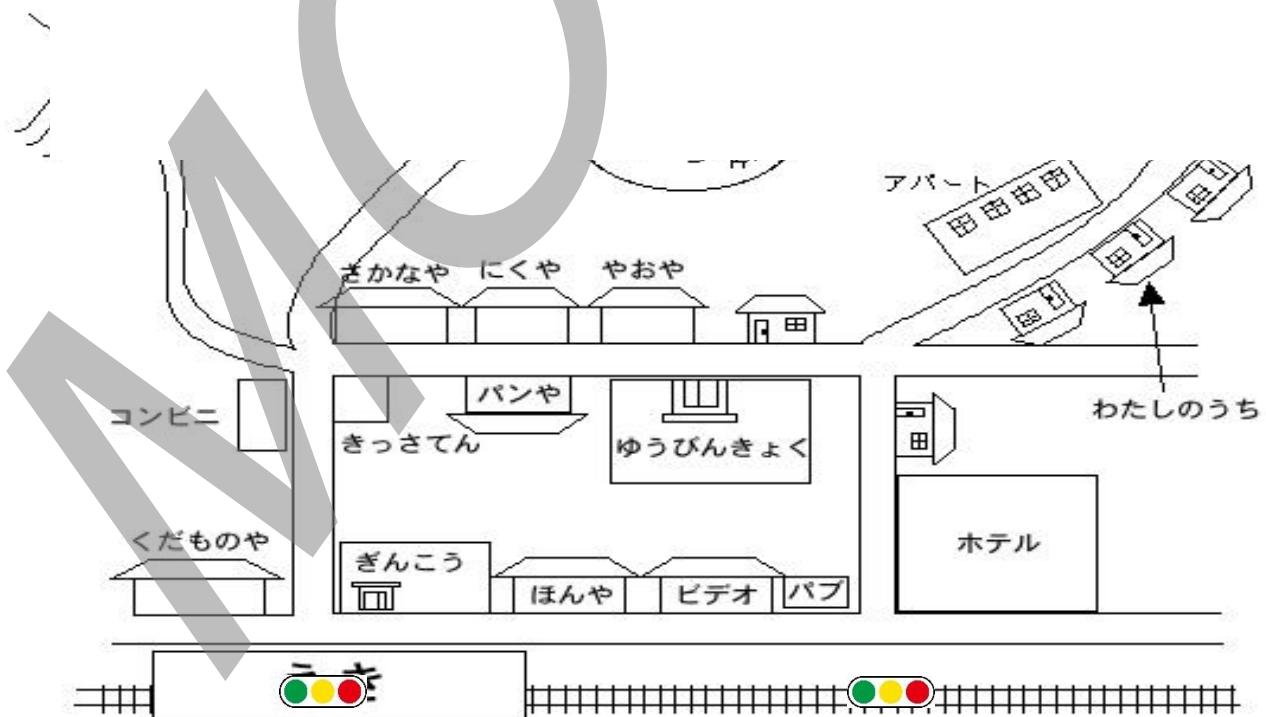 アパート
さかなや
にくや
やおや
コンビニ
きっさてん
パンや
ゆうびんきょく
わたしのうち
くだものや
ぎんこう
ほんや
ビデオ
パブ
ホテル